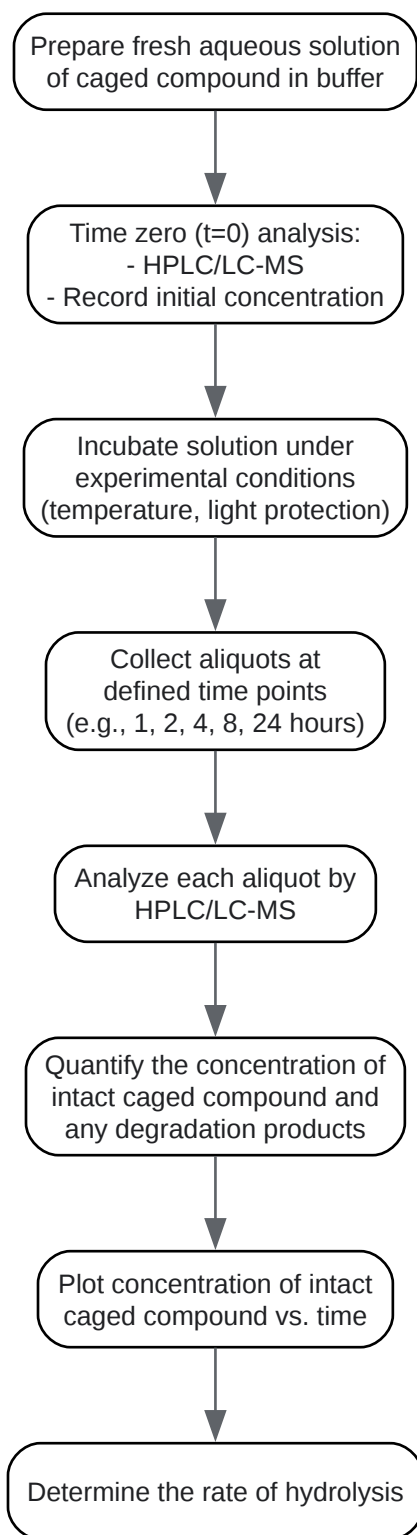 Prepare fresh aqueous solution
of caged compound in buffer
Time zero (t=0) analysis:
- HPLC/LC-MS
- Record initial concentration
Incubate solution under
experimental conditions
(temperature, light protection)
Collect aliquots at
defined time points
(e.g., 1, 2, 4, 8, 24 hours)
Analyze each aliquot by
HPLC/LC-MS
Quantify the concentration of
intact caged compound and
any degradation products
Plot concentration of intact
caged compound vs. time
Determine the rate of hydrolysis